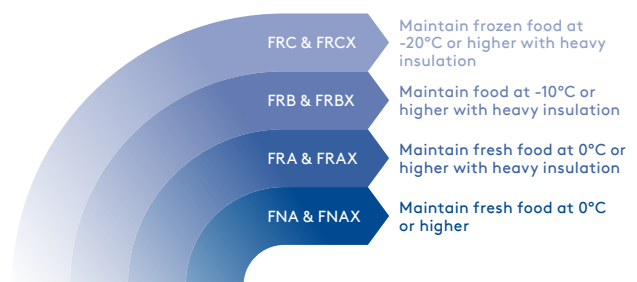 FRC & FRCX
Maintain frozen food at
-20°C or higher with heavy
insulation
FRB & FRBX
Maintain food at -10°C or
higher with heavy insulation
FRA & FRAX
Maintain fresh food at 0°C or
higher with heavy insulation
FNA & FNAX
Maintain fresh food at 0°C
or higher